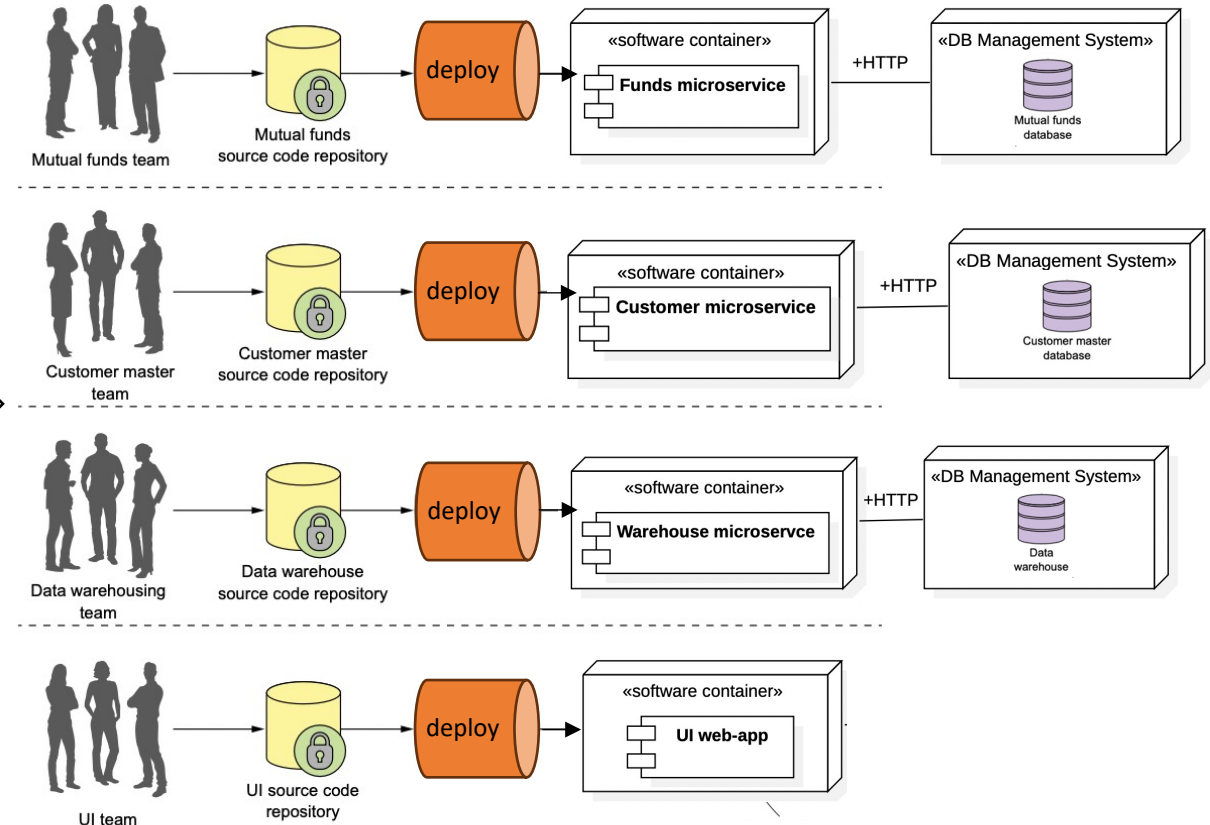 «software container»
«DB Management System»
+HTTP
deploy
Funds microservice
Mutual funds
database
Mutual funds
source code repository
Mutual funds team
«software container»
«DB Management System»
+HTTP
deploy
Customer microservice
Customer master
database
Customer master
source code repository
Customer master
team
«software container»
«DB Management System»
+HTTP
deploy
Warehouse microservce
Data
warehouse
Data warehouse
source code repository
Data warehousing
team
«software container»
deploy
UI web-app
UI source code
repository
UI team